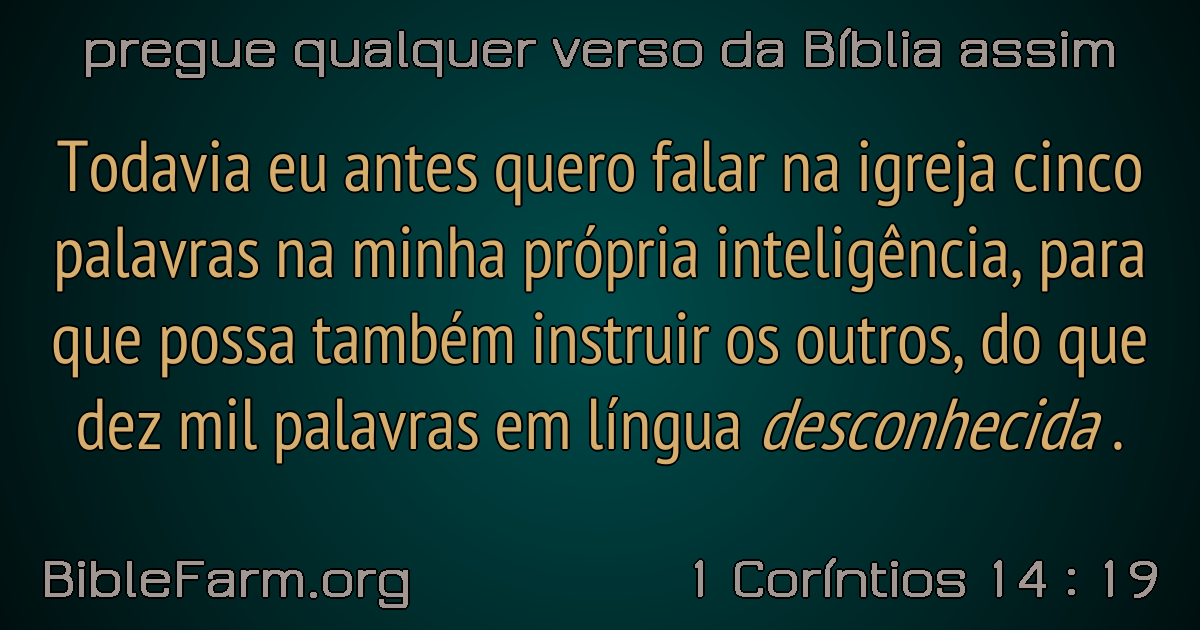 pregue qualquer verso da Bíblia assim
Todavia eu antes quero falar na igreja cinco
palavras na minha própria inteligência, para
que possa também instruir os outros, do que
dez mil palavras em língua desconhecida .
BibleFarm.org
1 Coríntios 14 : 19